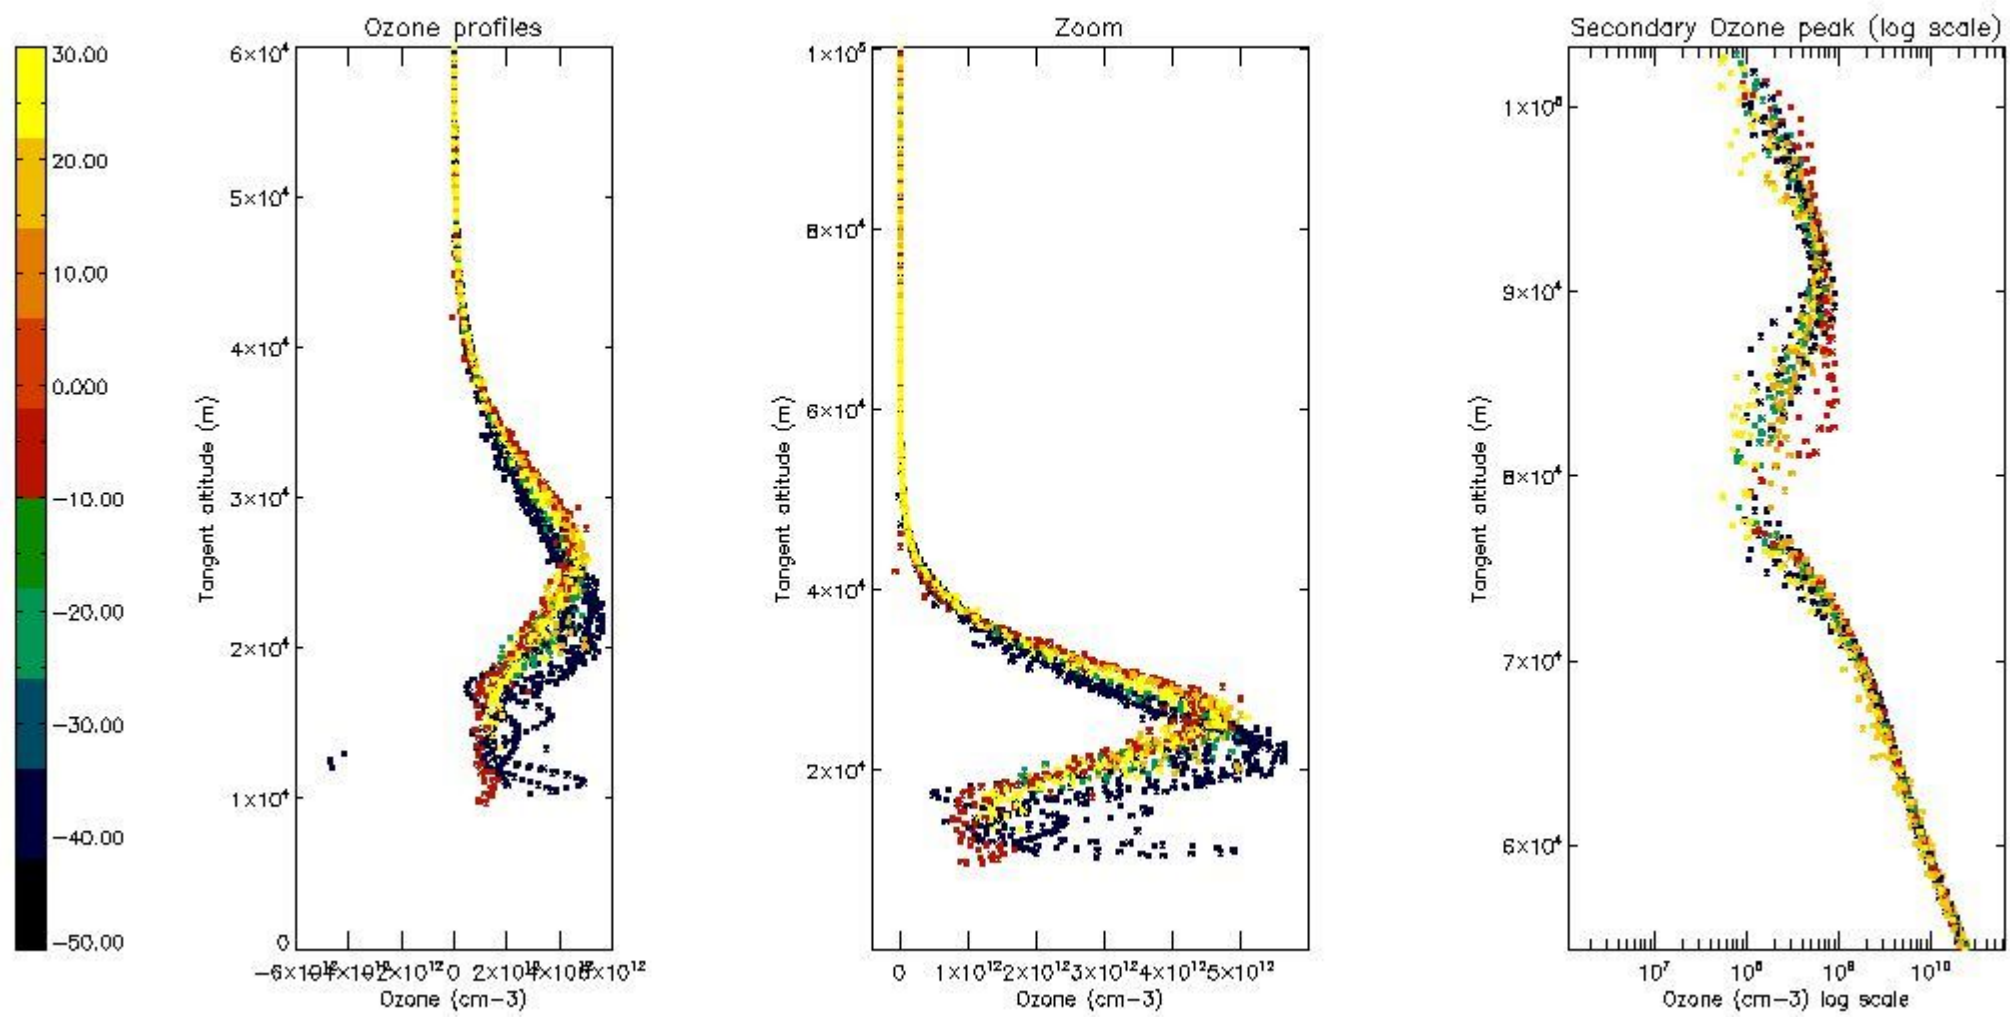 Ozone profiles
Zoom
Secondary Ozone peak (log scale)
30.00
20.00
10.00
0.000
−10.00
−20.00
−30.00
−40.00
−50.00
6×10⁴
5×10⁴
4×10⁴
3×10⁴
2×10⁴
1×10⁴
0
Tangent altitude (m)
0
Ozone (cm−3)
1×10⁵
8×10⁴
6×10⁴
4×10⁴
2×10⁴
Tangent altitude (m)
0 1×10¹² 2×10¹² 3×10¹² 4×10¹² 5×10¹²
Ozone (cm−3)
1×10⁵
9×10⁴
8×10⁴
7×10⁴
6×10⁴
Tangent altitude (m)
10⁷ 10⁸ 10⁹ 10¹⁰
Ozone (cm−3) log scale